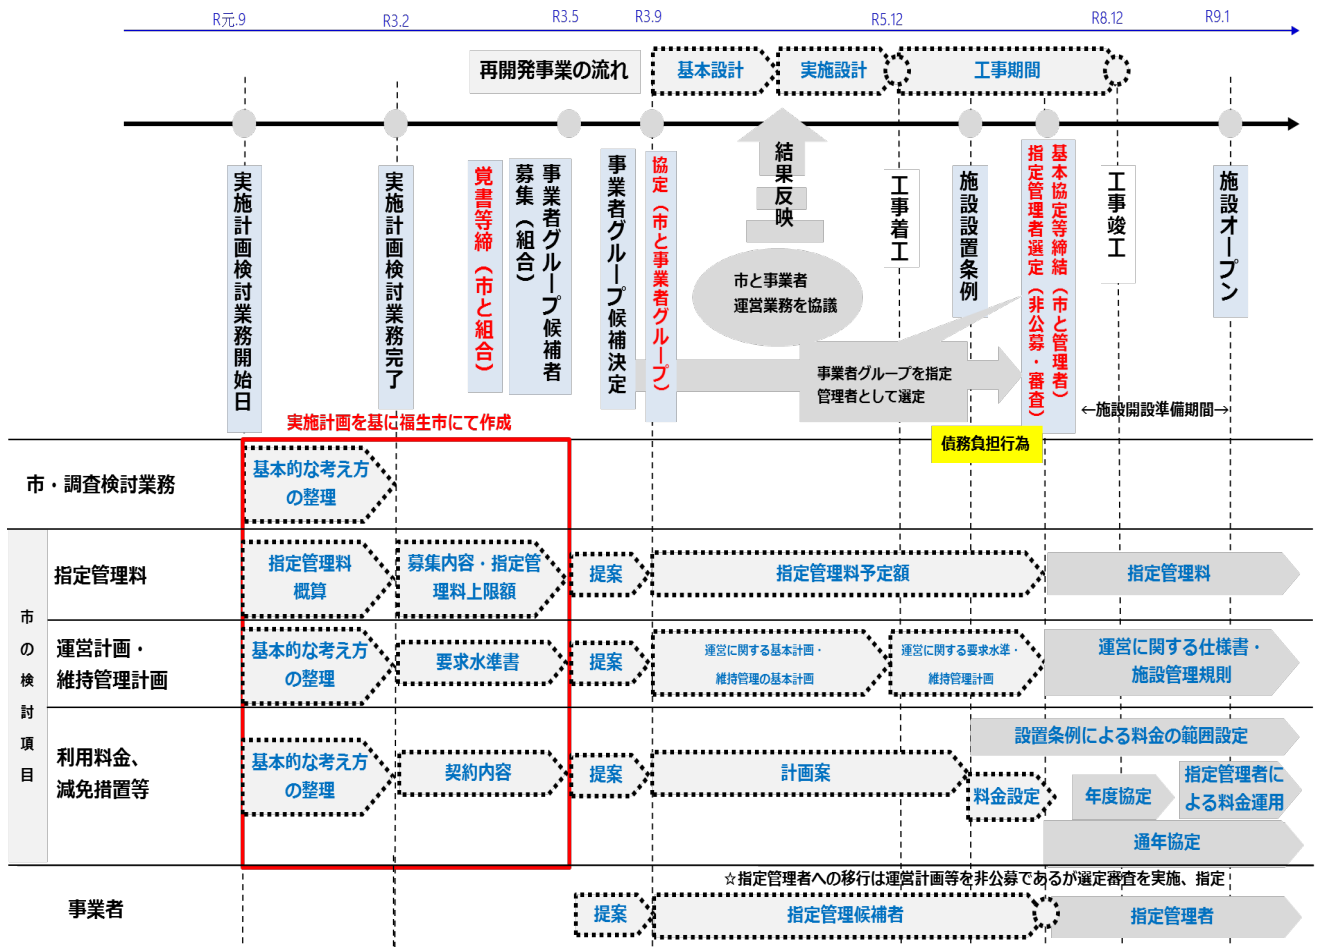 R元.9
R3.2
R3.5
R3.9
R5.12
R8.12
R9.1
再開発事業の流れ
基本設計
実施設計
工事期間
実施計画検討業務開始日
実施計画検討業務完了
覚書等締（市と組合）
事業者グループ候補者
募集（組合）
事業者グループ候補決定
協定（市と事業者グループ）
結果反映
市と事業者
運営業務を協議
工事着工
施設設置条例
基本協定等締結（市と管理者）
指定管理者選定（非公募・審査）
工事竣工
施設オープン
事業者グループを指定
管理者として選定
←施設開設準備期間→
実施計画を基に福生市にて作成
債務負担行為
市・調査検討業務
基本的な考え方
の整理
市の検討項目
指定管理料
指定管理料
概算
募集内容・指定管
理料上限額
提案
指定管理料予定額
指定管理料
運営計画・
維持管理計画
基本的な考え方
の整理
要求水準書
提案
運営に関する基本計画・
維持管理の基本計画
運営に関する要求水準・
維持管理計画
運営に関する仕様書・
施設管理規則
利用料金、
減免措置等
基本的な考え方
の整理
契約内容
提案
計画案
設置条例による料金の範囲設定
料金設定
年度協定
指定管理者に
よる料金運用
通年協定
☆指定管理者への移行は運営計画等を非公募であるが選定審査を実施、指定
事業者
提案
指定管理候補者
指定管理者